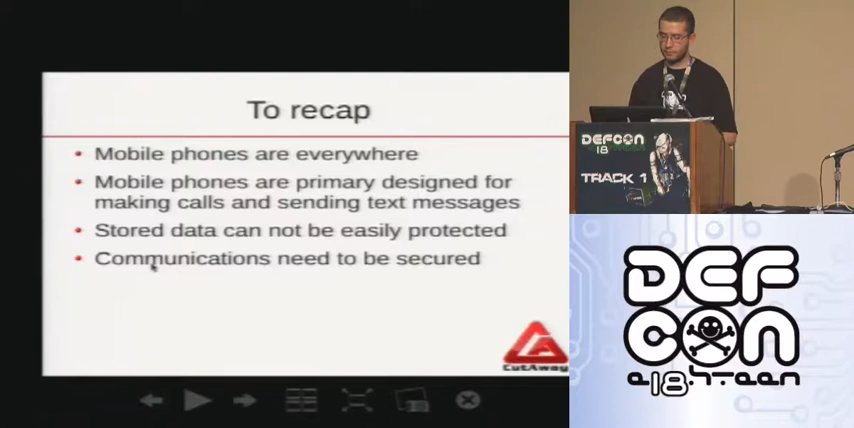 To recap
Mobile phones are everywhere
Mobile phones are primary designed for
making calls and sending text messages
Stored data can not be easily protected
Communications need to be secured
CutAway
DEFCON
18
TRACK 1
DEF
CON
e18hteen